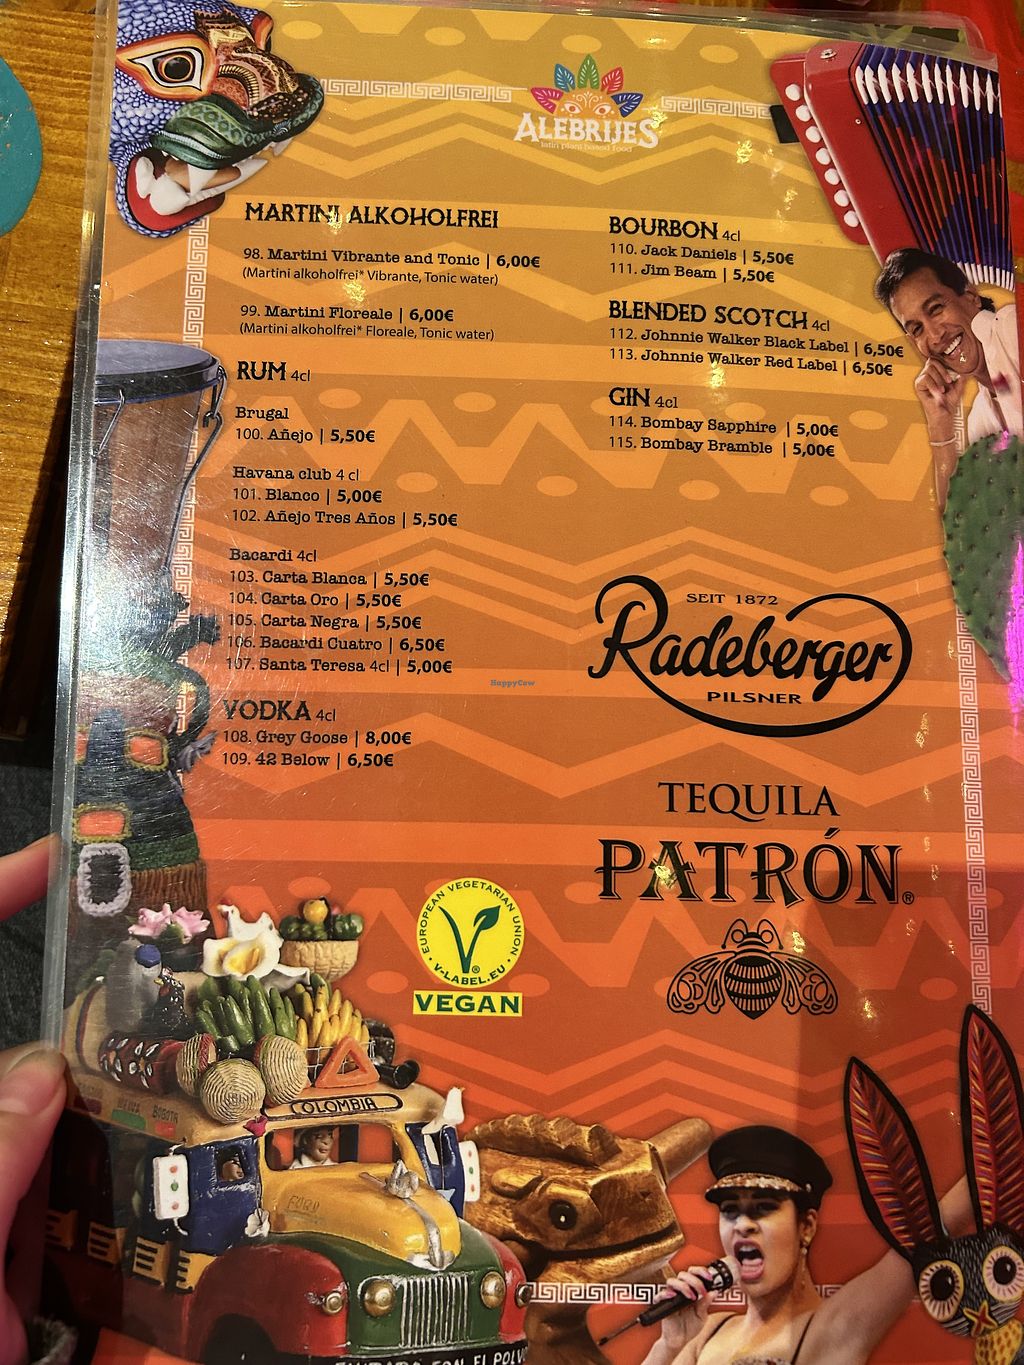 ALEBRIJES
latin plant based food
MARTINI ALKOHOLFREI
98. Martini Vibrante and Tonic | 6,00€
(Martini alkoholfrei* Vibrante, Tonic water)
99. Martini Floreale | 6,00€
(Martini alkoholfrei* Floreale, Tonic water)
RUM 4cl
Brugal
100. Añejo | 5,50€
Havana club 4 cl
101. Blanco | 5,00€
102. Añejo Tres Años | 5,50€
Bacardi 4cl
103. Carta Blanca | 5,50€
104. Carta Oro | 5,50€
105. Carta Negra | 5,50€
106. Bacardi Cuatro | 6,50€
107. Santa Teresa 4cl | 5,00€
VODKA 4cl
108. Grey Goose | 8,00€
109. 42 Below | 6,50€
BOURBON 4cl
110. Jack Daniels | 5,50€
111. Jim Beam | 5,50€
BLENDED SCOTCH 4cl
112. Johnnie Walker Black Label | 6,50€
113. Johnnie Walker Red Label | 6,50€
GIN 4cl
114. Bombay Sapphire | 5,00€
115. Bombay Bramble | 5,00€
SEIT 1872
Radeberger
PILSNER
HappyCow
TEQUILA
PATRÓN®
EUROPEAN VEGETARIAN UNION
V-LABEL.EU
VEGAN
BOGOTA
COLOMBIA
FORD
CON EL POLV